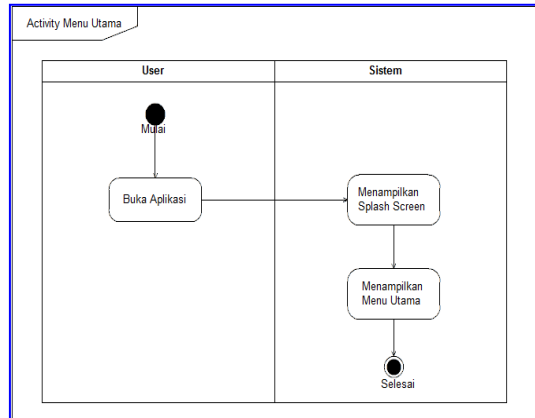 Activity Menu Utama
User
Sistem
Mulai
Buka Aplikasi
Menampilkan
Splash Screen
Menampilkan
Menu Utama
Selesai